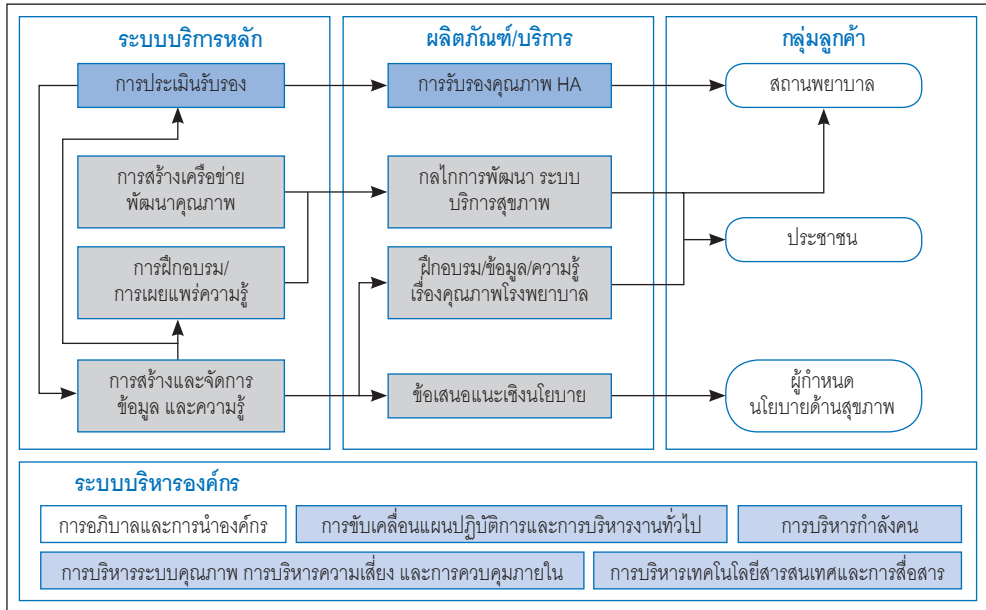 ระบบบริการหลัก
ผลิตภัณฑ์/บริการ
กลุ่มลูกค้า
การประเมินรับรอง
การรับรองคุณภาพ HA
สถานพยาบาล
การสร้างเครือข่าย
พัฒนาคุณภาพ
กลไกการพัฒนา ระบบ
บริการสุขภาพ
ประชาชน
การฝึกอบรม/
การเผยแพร่ความรู้
ฝึกอบรม/ข้อมูล/ความรู้
เรื่องคุณภาพโรงพยาบาล
การสร้างและจัดการ
ข้อมูล และความรู้
ข้อเสนอแนะเชิงนโยบาย
ผู้กำหนด
นโยบายด้านสุขภาพ
ระบบบริหารองค์กร
การอภิบาลและการนำองค์กร
การขับเคลื่อนแผนปฏิบัติการและการบริหารงานทั่วไป
การบริหารกำลังคน
การบริหารระบบคุณภาพ การบริหารความเสี่ยง และการควบคุมภายใน
การบริหารเทคโนโลยีสารสนเทศและการสื่อสาร